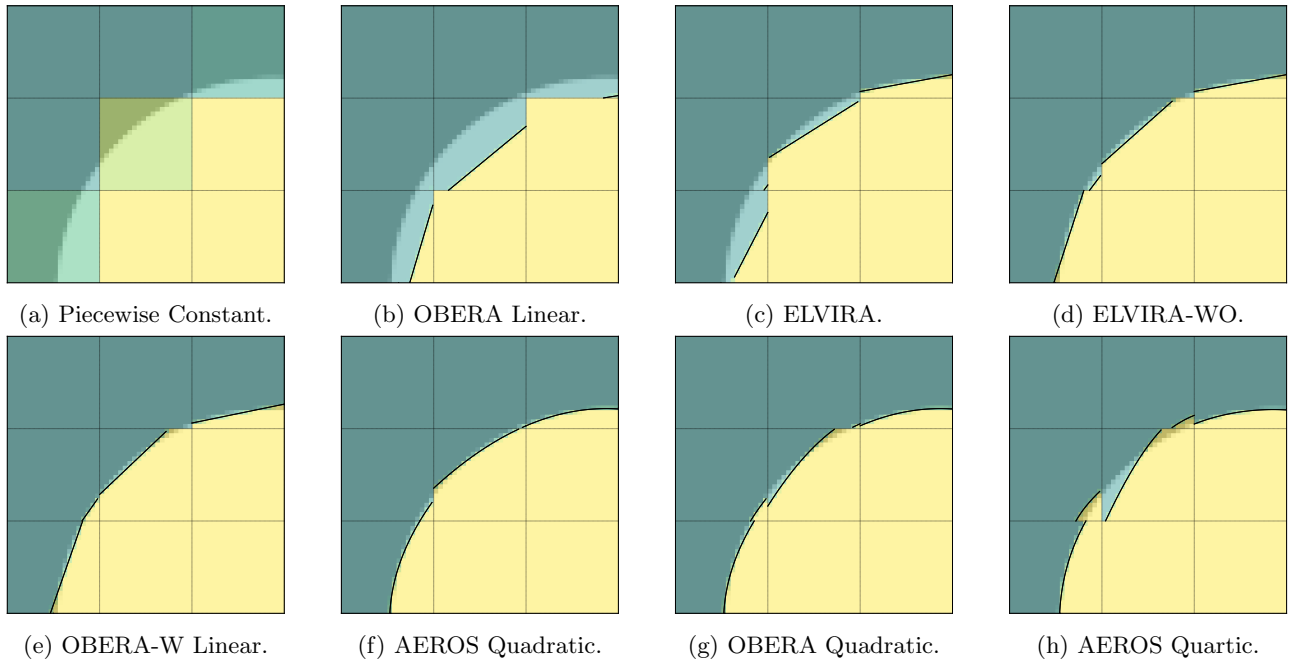 (a) Piecewise Constant.
(b) OBERA Linear.
(c) ELVIRA.
(d) ELVIRA-WO.
(e) OBERA-W Linear.
(f) AEROS Quadratic.
(g) OBERA Quadratic.
(h) AEROS Quartic.